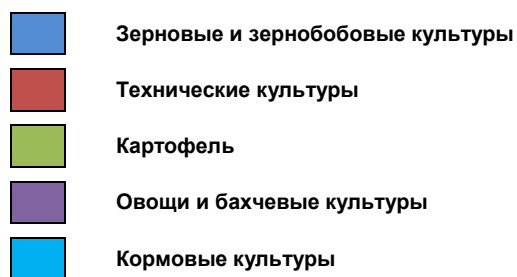 Зерновые и зернобобовые культуры
Технические культуры
Картофель
Овощи и бахчевые культуры
Кормовые культуры